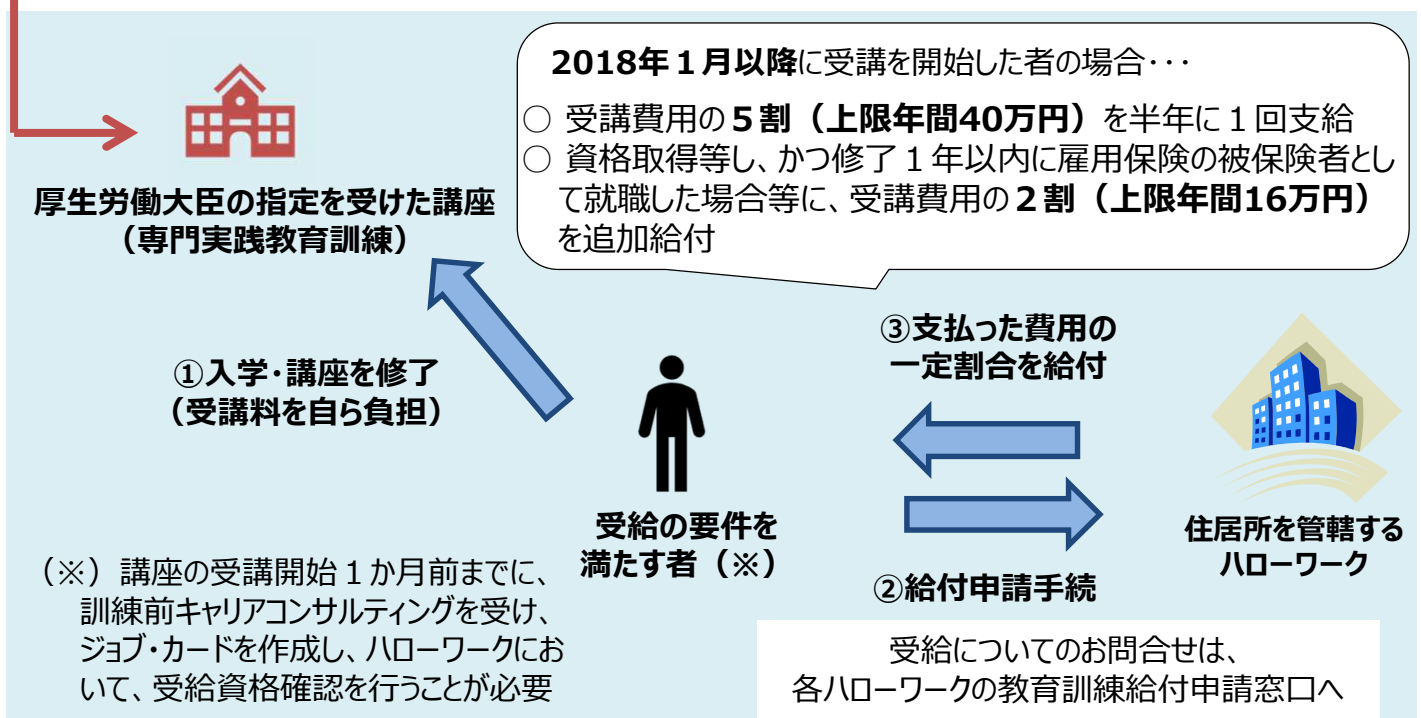 2018年１月以降に受講を開始した者の場合･･･
○ 受講費用の５割（上限年間40万円）を半年に１回支給
○ 資格取得等し、かつ修了１年以内に雇用保険の被保険者とし
て就職した場合等に、受講費用の２割（上限年間16万円）
を追加給付
厚生労働大臣の指定を受けた講座
（専門実践教育訓練）
①入学･講座を修了
（受講料を自ら負担）
③支払った費用の
一定割合を給付
受給の要件を
満たす者（※）
②給付申請手続
住居所を管轄する
ハローワーク
（※）講座の受講開始１か月前までに、
訓練前キャリアコンサルティングを受け、
ジョブ・カードを作成し、ハローワークにお
いて、受給資格確認を行うことが必要
受給についてのお問合せは、
各ハローワークの教育訓練給付申請窓口へ